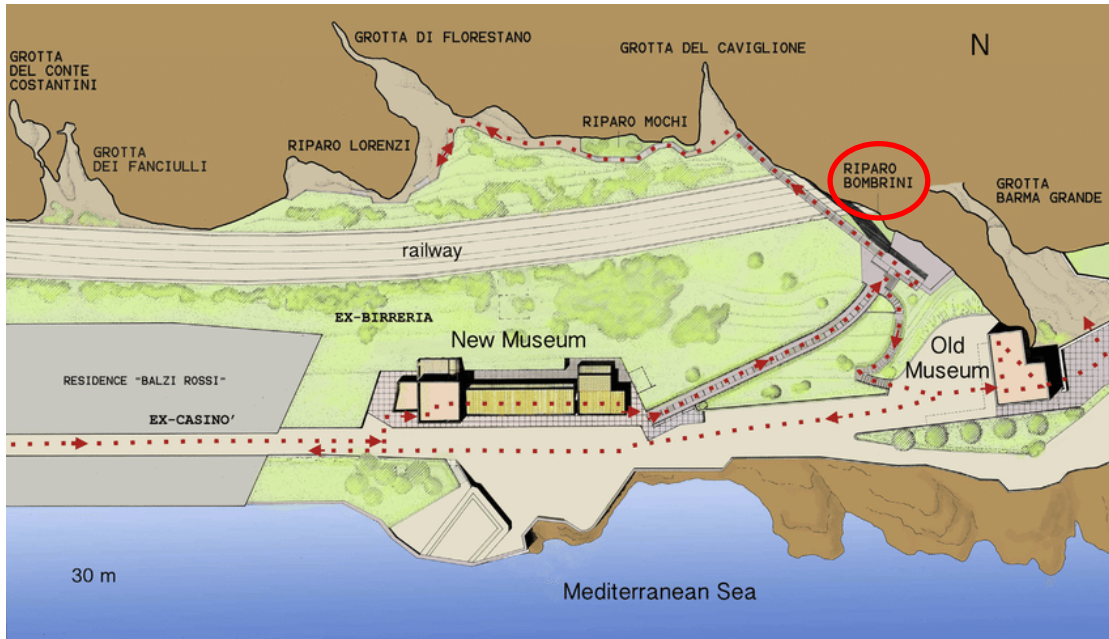 GROTTA DI FLORESTANO
GROTTA DEL CAVIGLIONE
N
GROTTA
DEL CONTE
COSTANTINI
GROTTA
DEI FANCIULLI
RIPARO LORENZI
RIPARO MOCHI
RIPARO
BOMBRINI
GROTTA
BARMA GRANDE
railway
EX-BIRRERIA
New Museum
Old
Museum
RESIDENCE "BALZI ROSSI"
EX-CASINO'
30 m
Mediterranean Sea